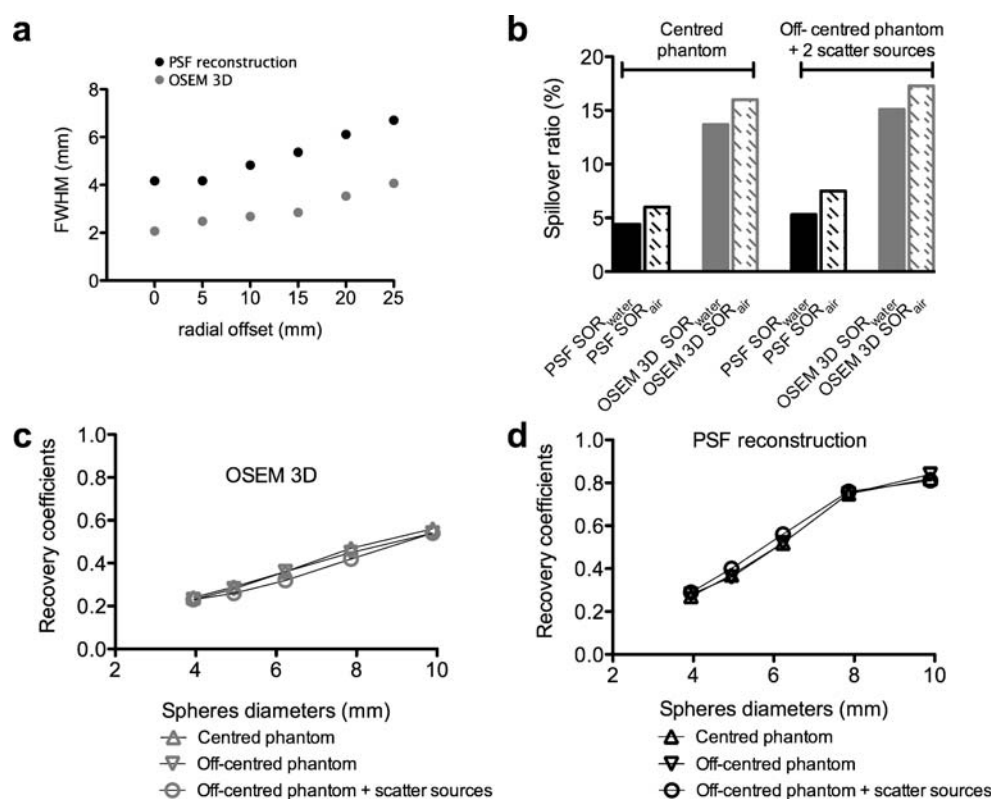 a
PSF reconstruction
OSEM 3D
8
6
4
2
0
FWHM (mm)
0 5 10 15 20 25
radial offset (mm)
b
Centred phantom
Off- centred phantom + 2 scatter sources
20
15
10
5
0
Spillover ratio (%)
PSF SORwater
PSF SORair
OSEM 3D SORwater
OSEM 3D SORair
PSF SORwater
PSF SORair
OSEM 3D SORwater
OSEM 3D SORair
c
OSEM 3D
1.0
0.8
0.6
0.4
0.2
0.0
Recovery coefficients
2 4 6 8 10
Spheres diameters (mm)
Centred phantom
Off-centred phantom
Off-centred phantom + scatter sources
d
PSF reconstruction
1.0
0.8
0.6
0.4
0.2
0.0
Recovery coefficients
2 4 6 8 10
Spheres diameters (mm)
Centred phantom
Off-centred phantom
Off-centred phantom + scatter sources